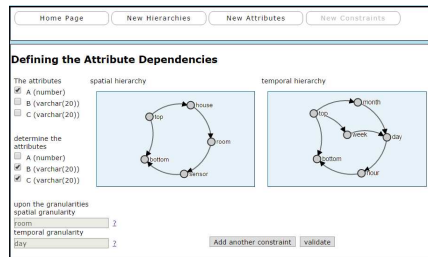 Home Page
New Hierarchies
New Attributes
New Constraints
Defining the Attribute Dependencies
The attributes
A (number)
B (varchar(20))
C (varchar(20))
determine the
attributes
A (number)
B (varchar(20))
C (varchar(20))
upon the granularities
spatial granularity
room ?
temporal granularity
day ?
spatial hierarchy
top
house
room
sensor
bottom
temporal hierarchy
top
month
week
day
hour
bottom
Add another constraint
validate